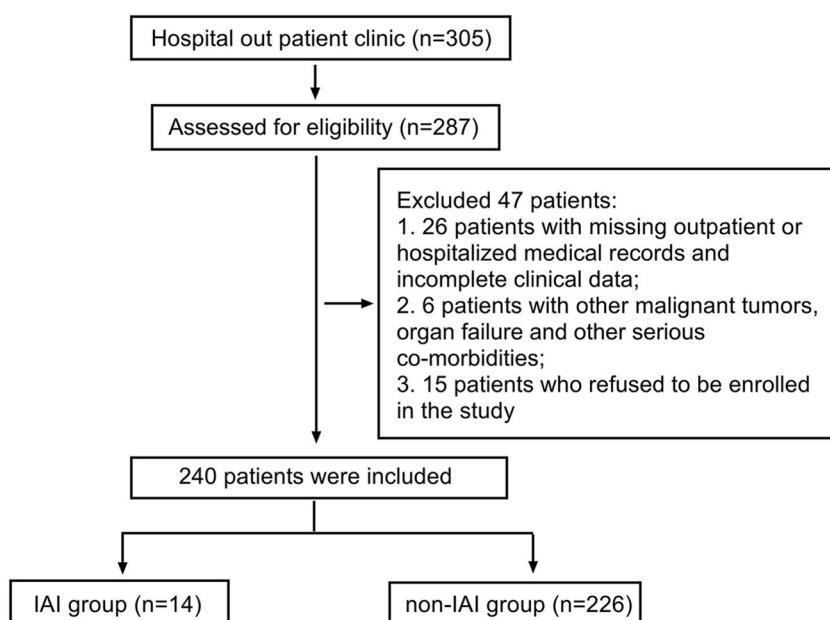 Hospital out patient clinic (n=305)
Assessed for eligibility (n=287)
Excluded 47 patients:
1. 26 patients with missing outpatient or
hospitalized medical records and
incomplete clinical data;
2. 6 patients with other malignant tumors,
organ failure and other serious
co-morbidities;
3. 15 patients who refused to be enrolled
in the study
240 patients were included
IAI group (n=14)
non-IAI group (n=226)